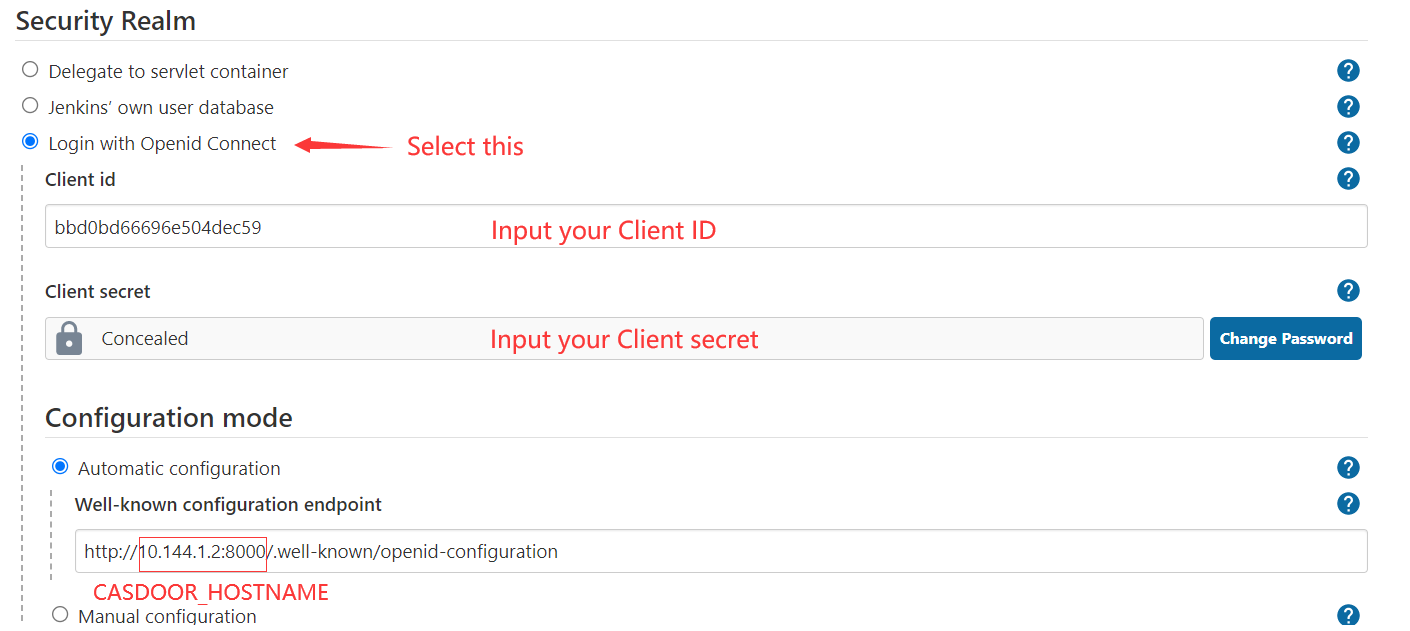 Security Realm
Delegate to servlet container
Jenkins’ own user database
Login with Openid Connect Select this
Client id
bbd0bd66696e504dec59 Input your Client ID
Client secret
Concealed Input your Client secret Change Password
Configuration mode
Automatic configuration
Well-known configuration endpoint
http://10.144.1.2:8000/.well-known/openid-configuration
CASDOOR_HOSTNAME
Manual configuration